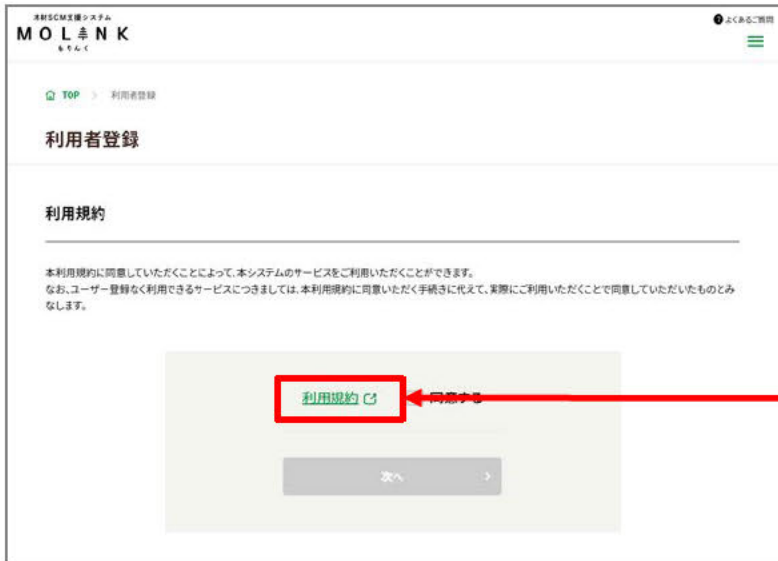 木材SCM支援システム
MOLINK
もりんく
よくあるご質問
TOP > 利用者登録
利用者登録
利用規約
本利用規約に同意していただくことによって、本システムのサービスをご利用いただくことができます。
なお、ユーザー登録なく利用できるサービスにつきましては、本利用規約に同意いただく手続きに代えて、実際にご利用いただくことで同意していただいたものとみ
なします。
利用規約 同意する
次へ >